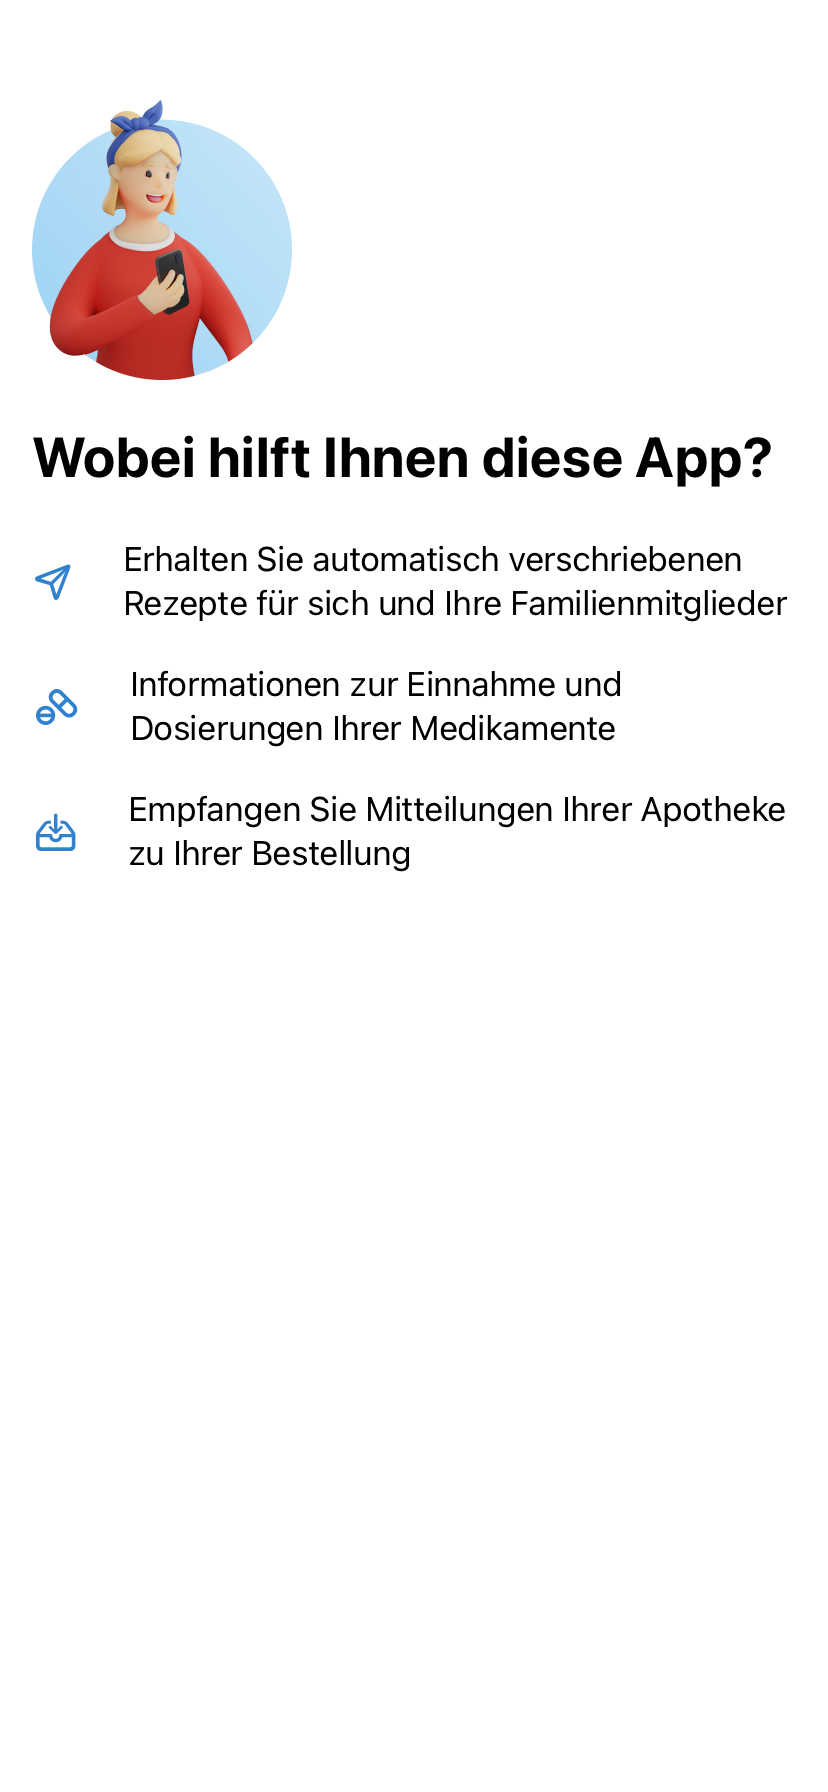 Wobei hilft Ihnen diese App?
Erhalten Sie automatisch verschriebenen
Rezepte für sich und Ihre Familienmitglieder
Informationen zur Einnahme und
Dosierungen Ihrer Medikamente
Empfangen Sie Mitteilungen Ihrer Apotheke
zu Ihrer Bestellung